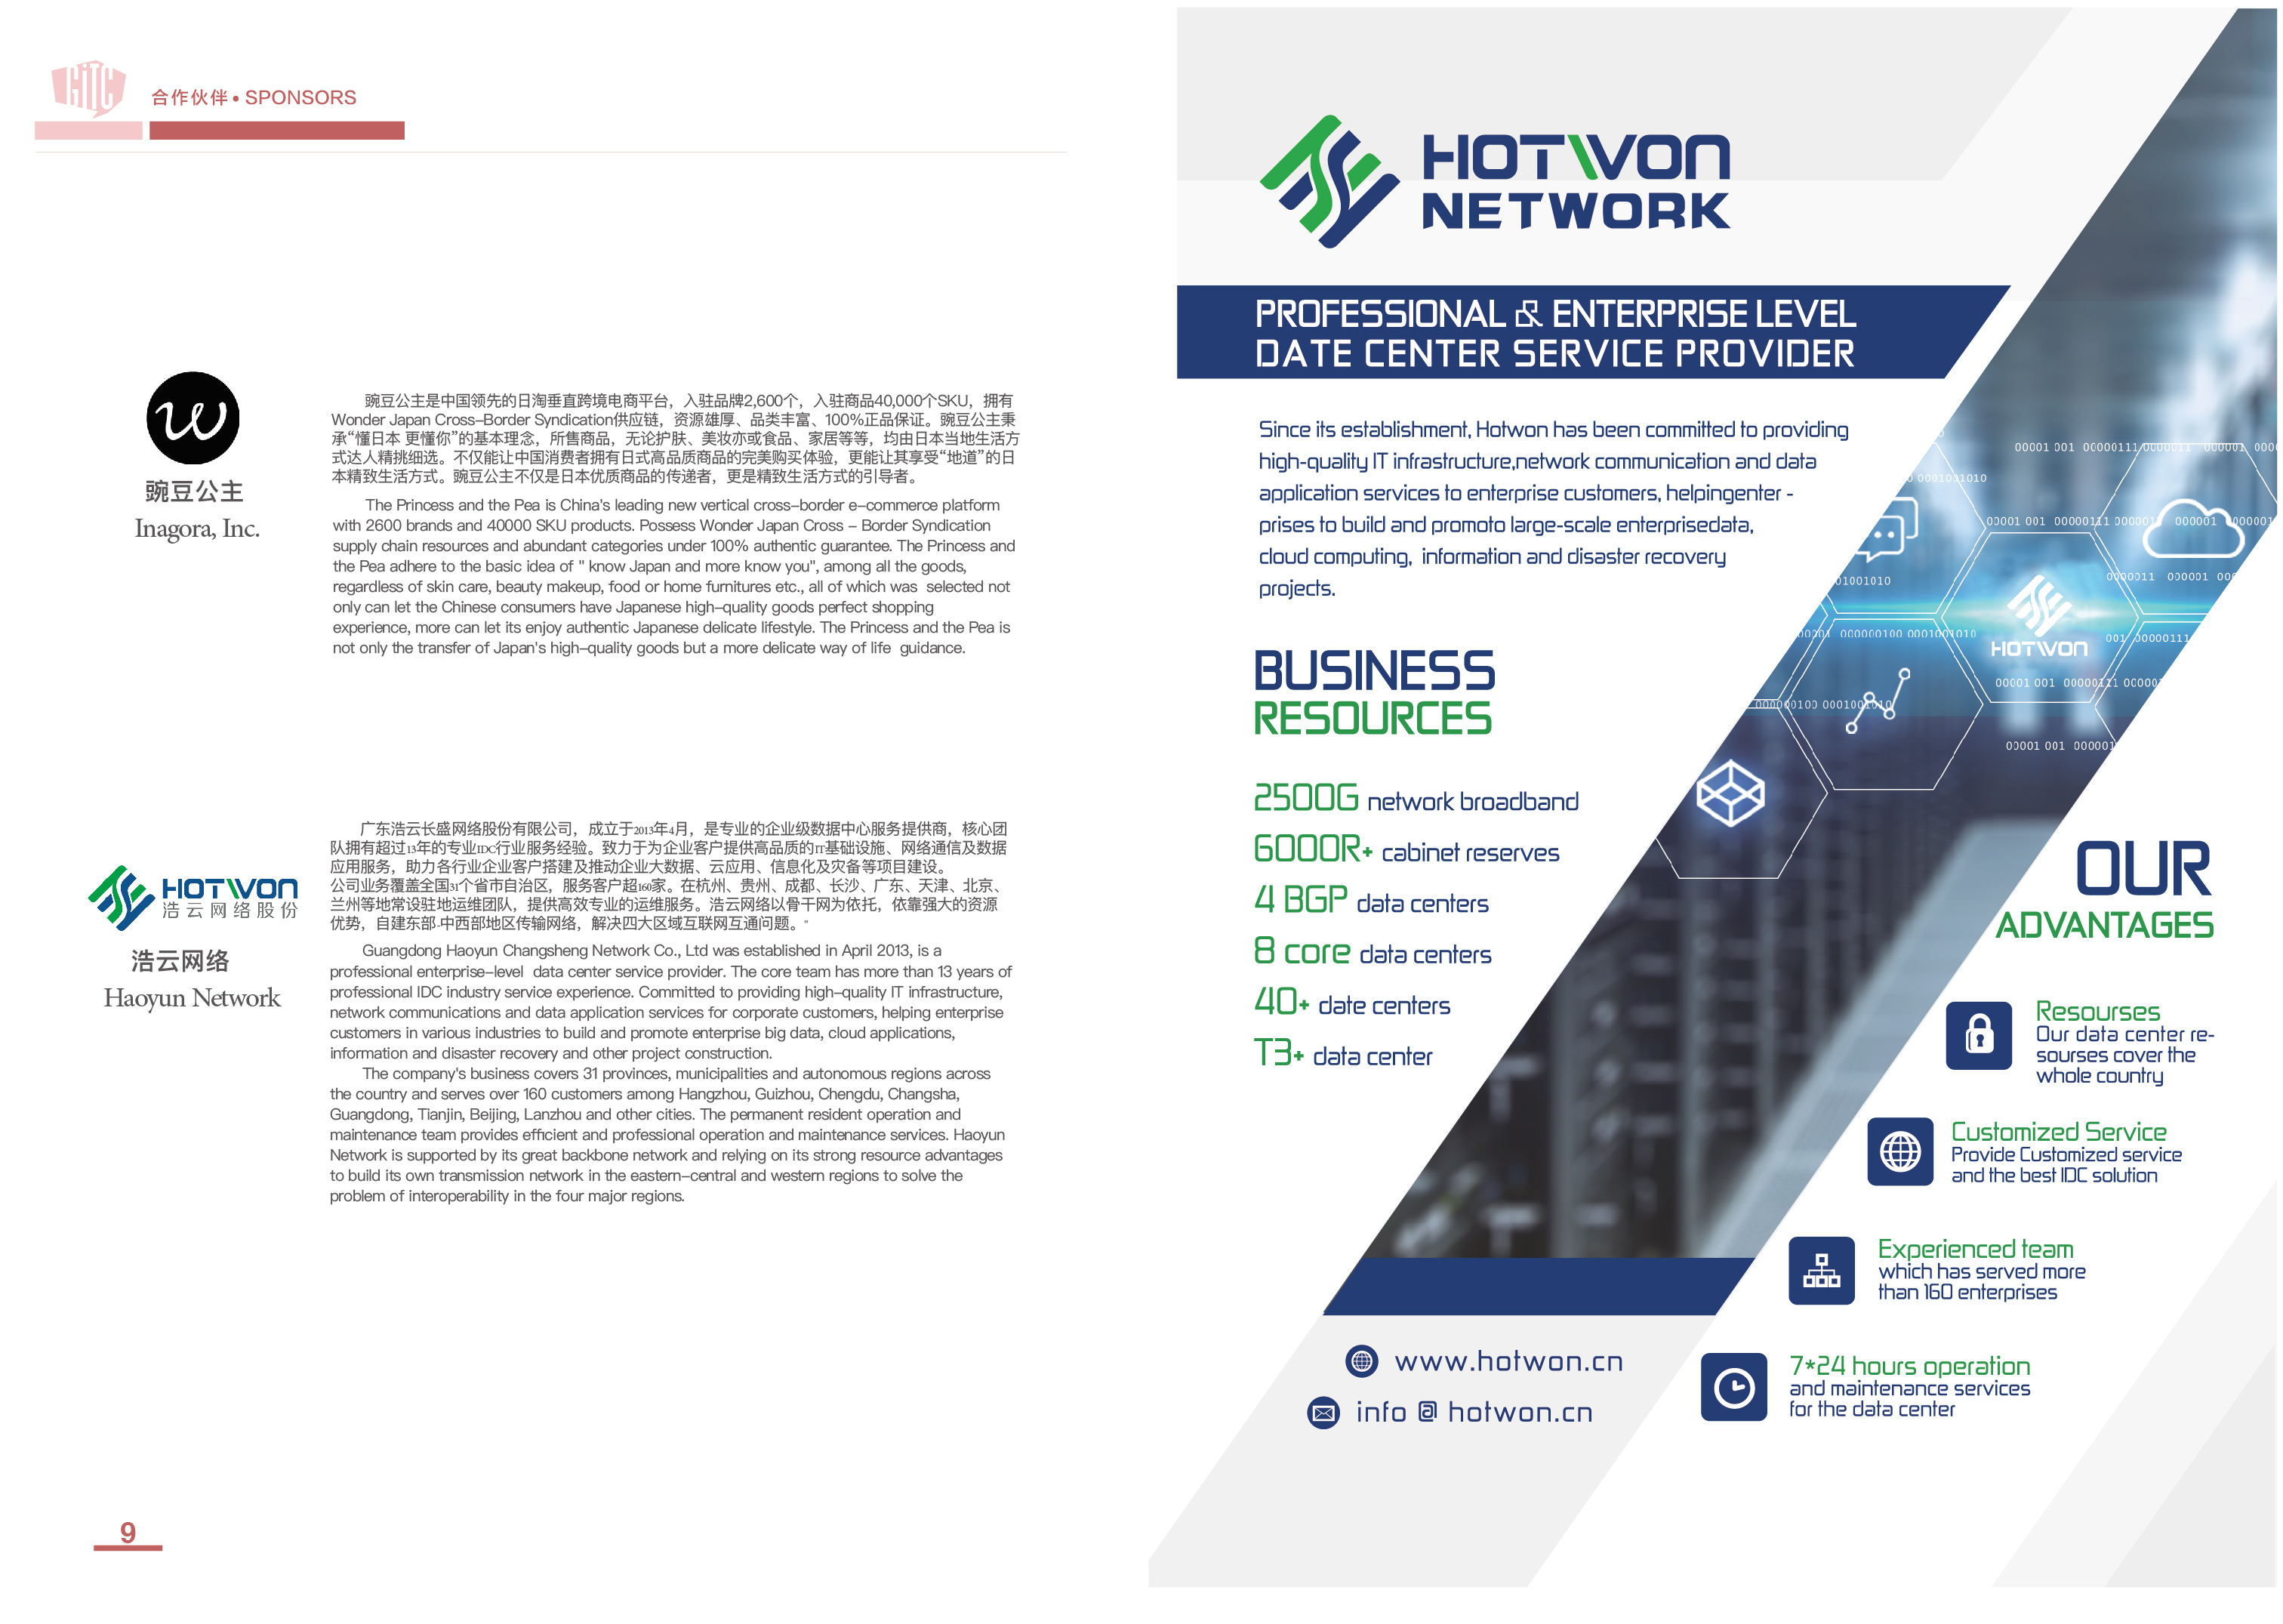 GITC
合作伙伴 • SPONSORS
w
豌豆公主
Inagora, Inc.
豌豆公主是中国领先的日淘垂直跨境电商平台，入驻品牌2,600个，入驻商品40,000个SKU，拥有
Wonder Japan Cross-Border Syndication供应链，资源雄厚、品类丰富、100%正品保证。豌豆公主秉
承“懂日本 更懂你”的基本理念，所售商品，无论护肤、美妆亦或食品、家居等等，均由日本当地生活方
式达人精挑细选。不仅能让中国消费者拥有日式高品质商品的完美购买体验，更能让其享受“地道”的日
本精致生活方式。豌豆公主不仅是日本优质商品的传递者，更是精致生活方式的引导者。
The Princess and the Pea is China's leading new vertical cross-border e-commerce platform
with 2600 brands and 40000 SKU products. Possess Wonder Japan Cross - Border Syndication
supply chain resources and abundant categories under 100% authentic guarantee. The Princess and
the Pea adhere to the basic idea of " know Japan and more know you", among all the goods,
regardless of skin care, beauty makeup, food or home furnitures etc., all of which was selected not
only can let the Chinese consumers have Japanese high-quality goods perfect shopping
experience, more can let its enjoy authentic Japanese delicate lifestyle. The Princess and the Pea is
not only the transfer of Japan's high-quality goods but a more delicate way of life guidance.
HOTWON
浩云网络股份
浩云网络
Haoyun Network
广东浩云长盛网络股份有限公司，成立于2013年4月，是专业的企业级数据中心服务提供商，核心团
队拥有超过13年的专业IDC行业服务经验。致力于为企业客户提供高品质的IT基础设施、网络通信及数据
应用服务，助力各行业企业客户搭建及推动企业大数据、云应用、信息化及灾备等项目建设。
公司业务覆盖全国31个省市自治区，服务客户超160家。在杭州、贵州、成都、长沙、广东、天津、北京、
兰州等地常设驻地运维团队，提供高效专业的运维服务。浩云网络以骨干网为依托，依靠强大的资源
优势，自建东部-中西部地区传输网络，解决四大区域互联网互通问题。"
Guangdong Haoyun Changsheng Network Co., Ltd was established in April 2013, is a
professional enterprise-level data center service provider. The core team has more than 13 years of
professional IDC industry service experience. Committed to providing high-quality IT infrastructure,
network communications and data application services for corporate customers, helping enterprise
customers in various industries to build and promote enterprise big data, cloud applications,
information and disaster recovery and other project construction.
The company's business covers 31 provinces, municipalities and autonomous regions across
the country and serves over 160 customers among Hangzhou, Guizhou, Chengdu, Changsha,
Guangdong, Tianjin, Beijing, Lanzhou and other cities. The permanent resident operation and
maintenance team provides efficient and professional operation and maintenance services. Haoyun
Network is supported by its great backbone network and relying on its strong resource advantages
to build its own transmission network in the eastern-central and western regions to solve the
problem of interoperability in the four major regions.
9
HOTWON
NETWORK
PROFESSIONAL & ENTERPRISE LEVEL
DATE CENTER SERVICE PROVIDER
Since its establishment, Hotwon has been committed to providing
high-quality IT infrastructure,network communication and data
application services to enterprise customers, helpingenter -
prises to build and promoto large-scale enterprisedata,
cloud computing, information and disaster recovery
projects.
00001 001 00000111 0000011 000001 0000
0 0001001010
00001 001 00000111 0000011 000001 0000001
01001010
0000011 000001 000
00001 000000100 0001001010
001 00000111
HOTWON
00001 001 00000111 00000
000000100 0001001010
00001 001 000001
BUSINESS
RESOURCES
2500G network broadband
6000R+ cabinet reserves
4 BGP data centers
8 core data centers
40+ date centers
T3+ data center
OUR
ADVANTAGES
Resourses
Our data center re-
sourses cover the
whole country
Customized Service
Provide Customized service
and the best IDC solution
Experienced team
which has served more
than 160 enterprises
7*24 hours operation
and maintenance services
for the data center
www.hotwon.cn
info @ hotwon.cn